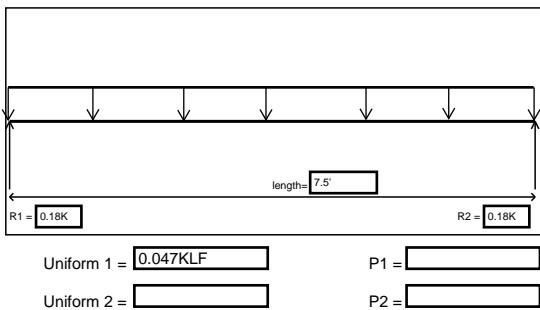 length= 7.5'
R1 = 0.18K R2 = 0.18K
Uniform 1 = 0.047KLF P1 =
Uniform 2 = P2 =